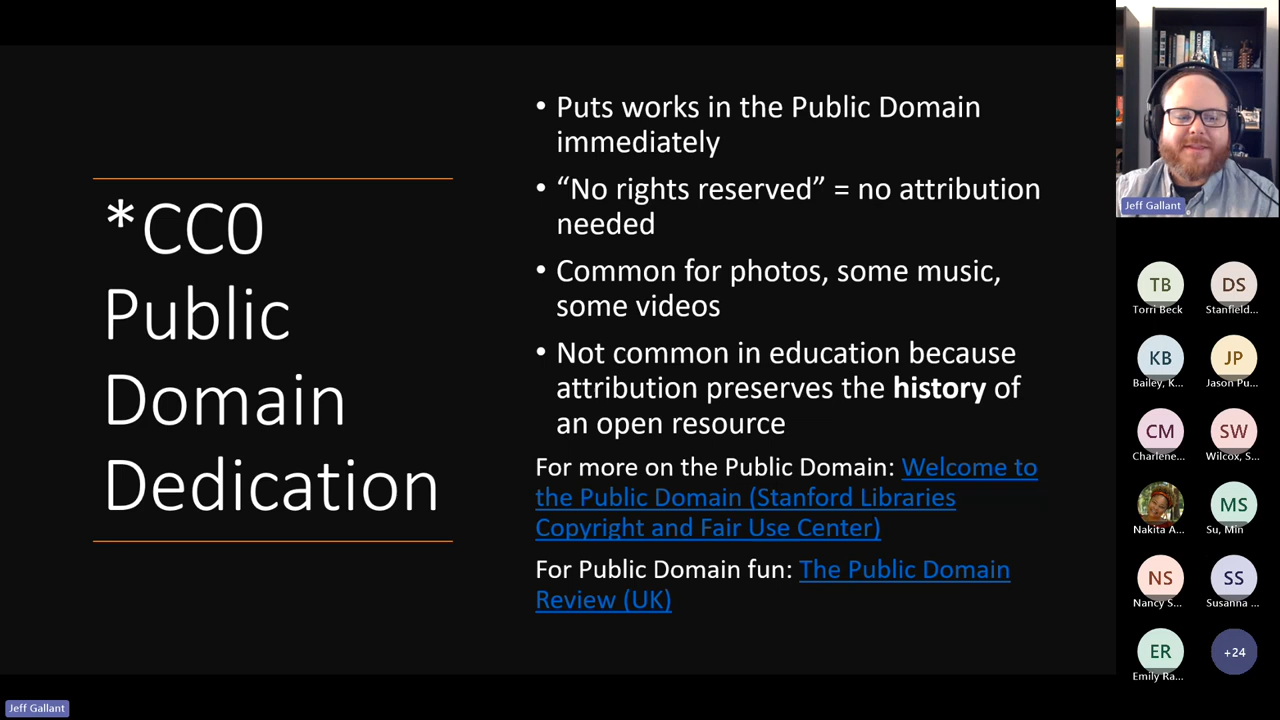 *CC0
Public
Domain
Dedication
• Puts works in the Public Domain
immediately
• “No rights reserved” = no attribution
needed
• Common for photos, some music,
some videos
• Not common in education because
attribution preserves the history of
an open resource
For more on the Public Domain: Welcome to
the Public Domain (Stanford Libraries
Copyright and Fair Use Center)
For Public Domain fun: The Public Domain
Review (UK)
Jeff Gallant
TB
Torri Beck
DS
Stanfield...
KB
Bailey, K...
JP
Jason Pu...
CM
Charlene...
SW
Wilcox, S...
Nakita A...
MS
Su, Min
NS
Nancy S...
SS
Susanna ...
ER
Emily Ra...
+24
Jeff Gallant